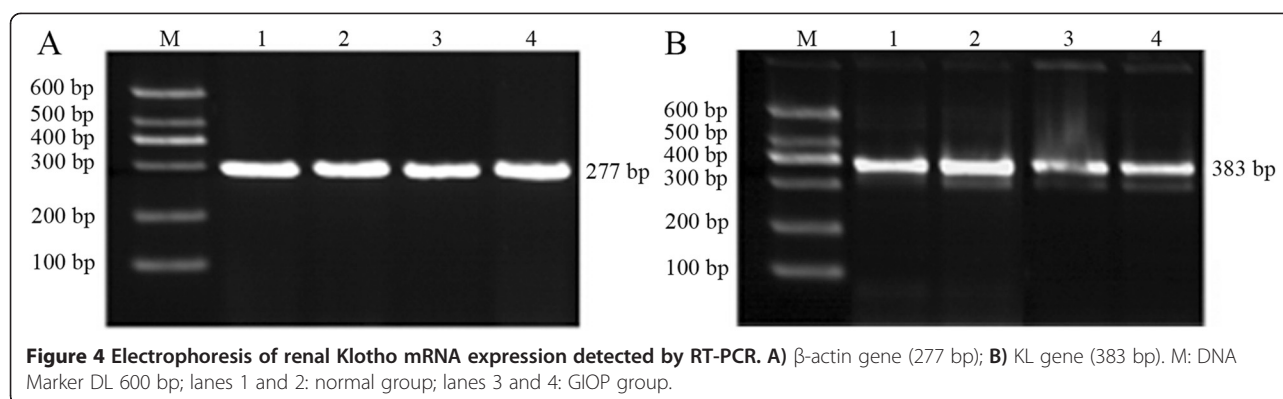 A
M 1 2 3 4
600 bp
500 bp
400 bp
300 bp
200 bp
100 bp
277 bp
B
M 1 2 3 4
600 bp
500 bp
400 bp
300 bp
200 bp
100 bp
383 bp
Figure 4 Electrophoresis of renal Klotho mRNA expression detected by RT-PCR. A) β-actin gene (277 bp); B) KL gene (383 bp). M: DNA
Marker DL 600 bp; lanes 1 and 2: normal group; lanes 3 and 4: GIOP group.